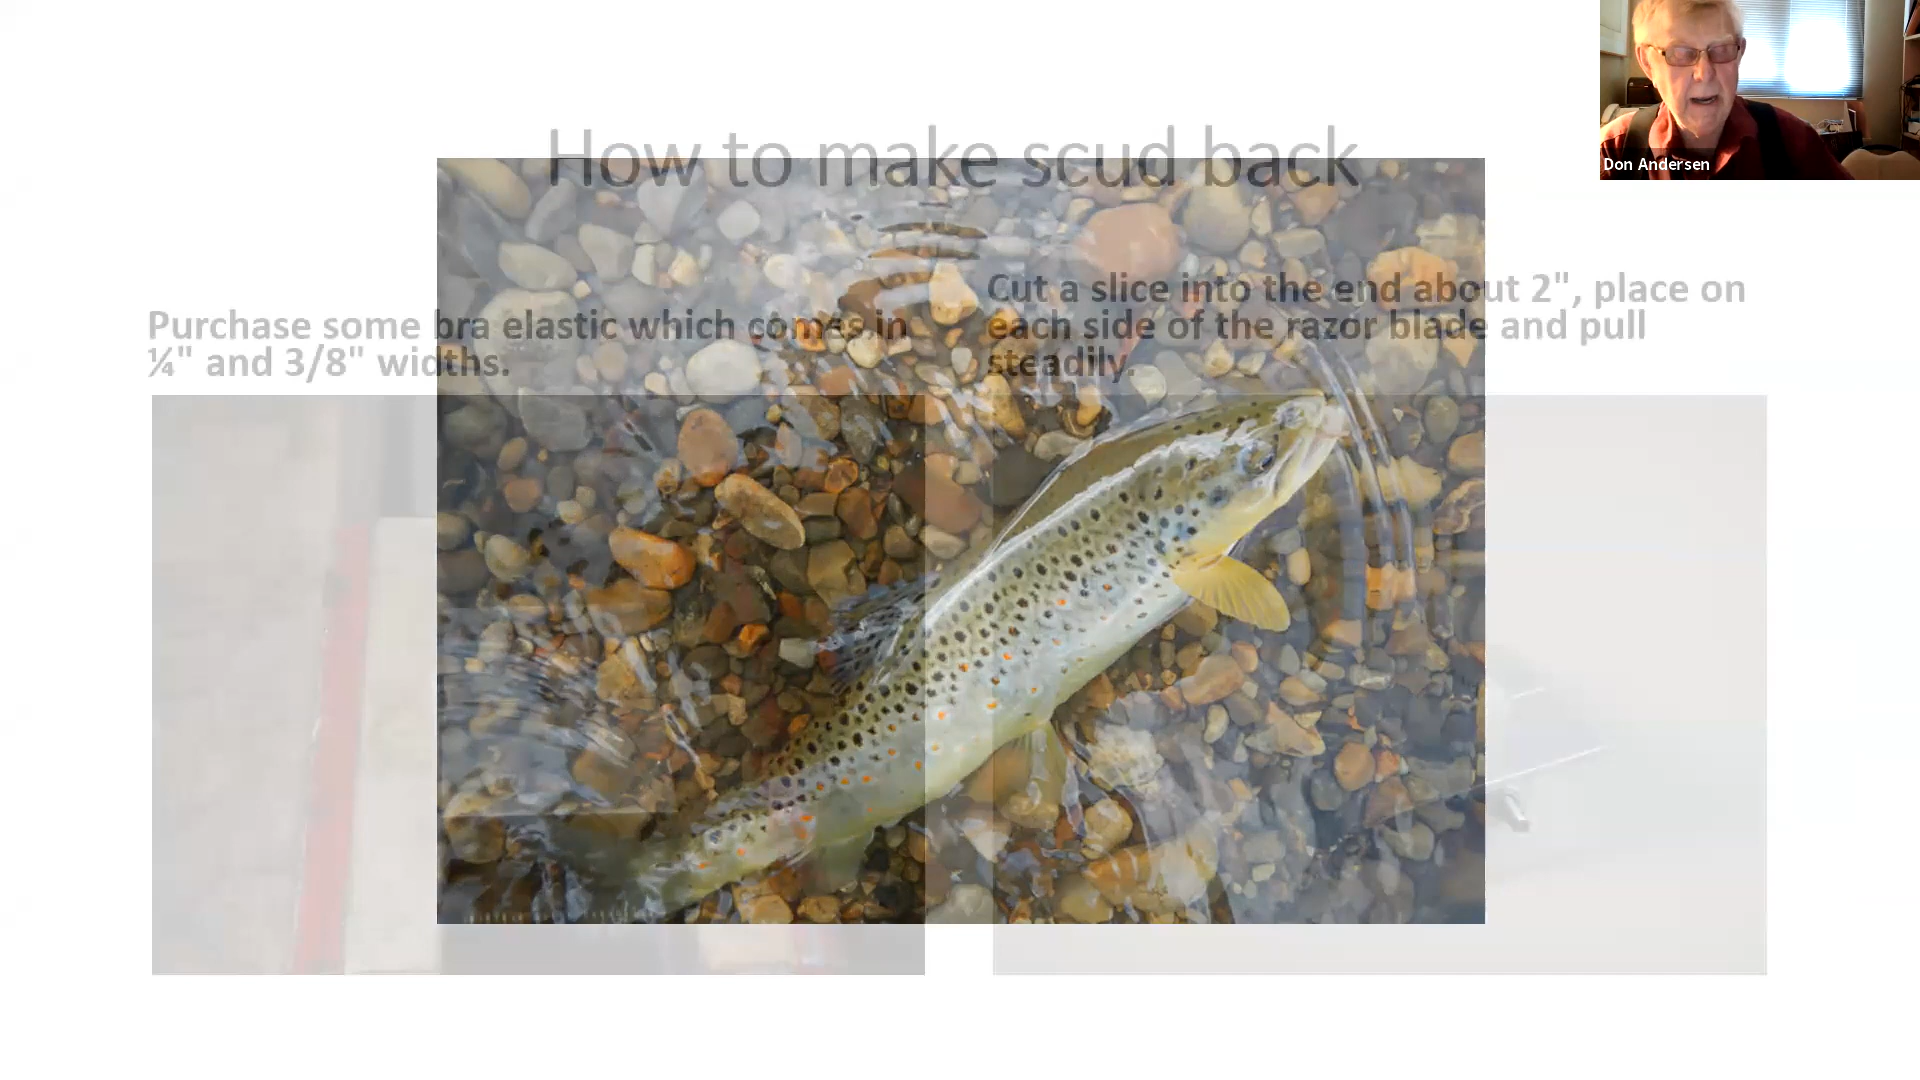 How to make scud back
Purchase some bra elastic which comes in
¼" and 3/8" widths.
Cut a slice into the end about 2", place on
each side of the razor blade and pull
steadily.
Don Andersen